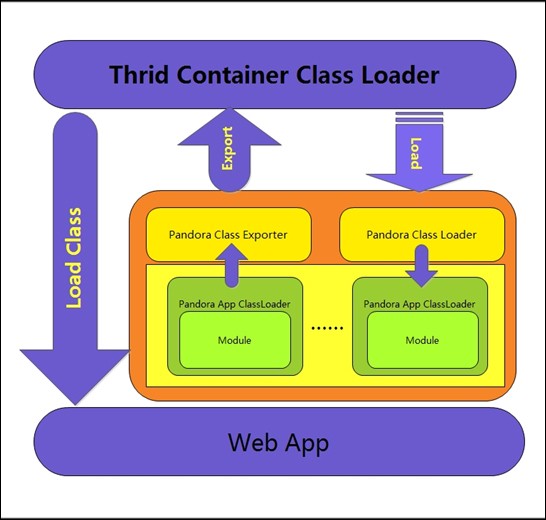 Thrid Container Class Loader
Export
Load
Load Class
Pandora Class Exporter
Pandora Class Loader
Pandora App ClassLoader
Module
......
Pandora App ClassLoader
Module
Web App